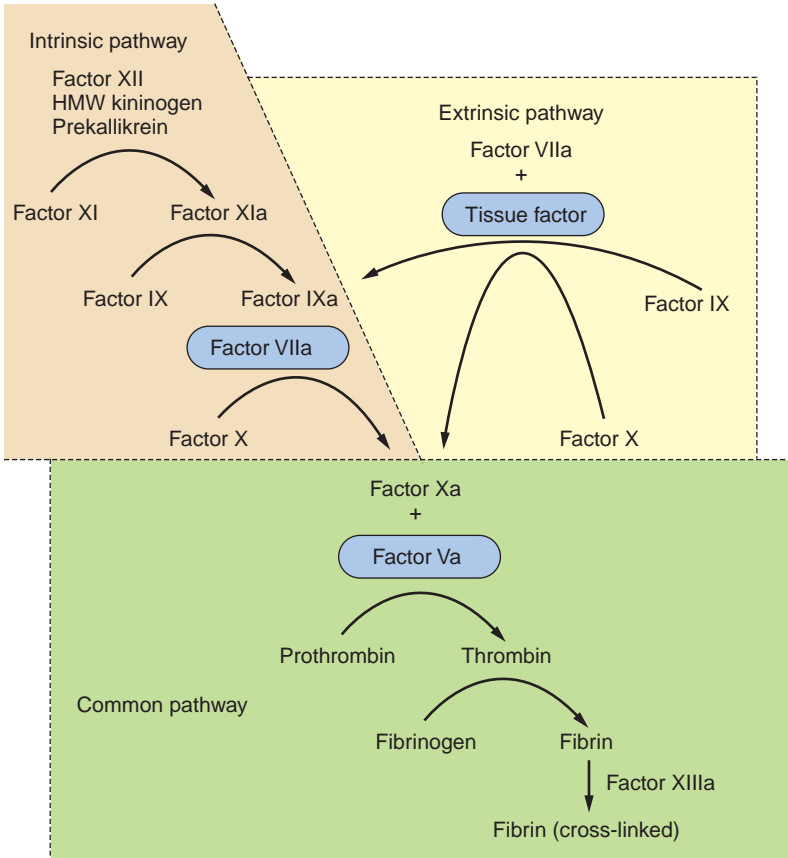 Intrinsic pathway
Factor XII
HMW kininogen
Prekallikrein
Factor XI
Factor XIa
Factor IX
Factor IXa
Factor VIIa
Factor X
Extrinsic pathway
Factor VIIa
+
Tissue factor
Factor IX
Factor X
Factor Xa
+
Factor Va
Prothrombin
Thrombin
Common pathway
Fibrinogen
Fibrin
Factor XIIIa
Fibrin (cross-linked)